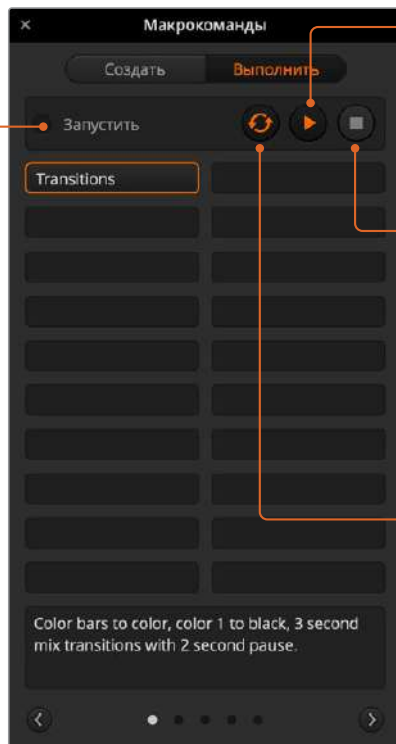 Макрокоманды
Создать Выполнить
Запустить
Transitions
Color bars to color, color 1 to black, 3 second
mix transitions with 2 second pause.